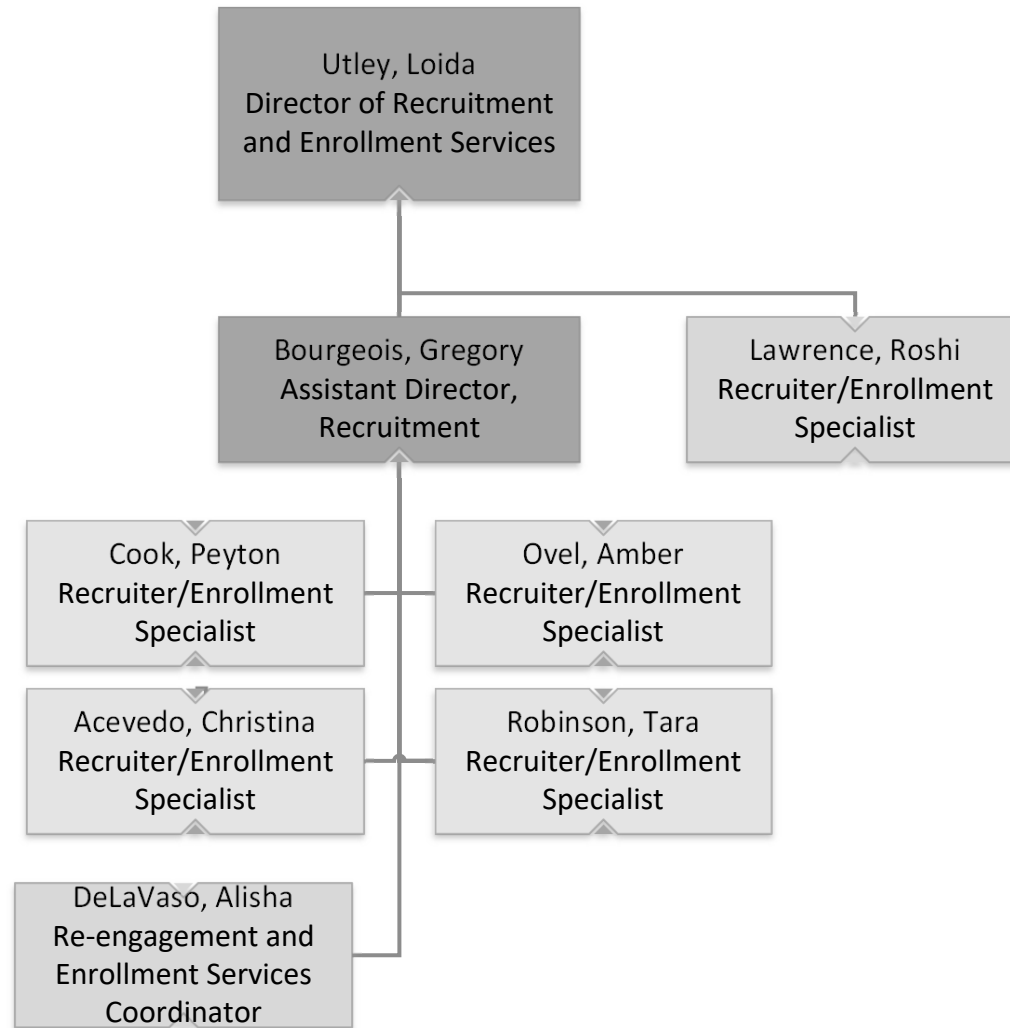 Utley, Loida
Director of Recruitment
and Enrollment Services
Bourgeois, Gregory
Assistant Director,
Recruitment
Lawrence, Roshi
Recruiter/Enrollment
Specialist
Cook, Peyton
Recruiter/Enrollment
Specialist
Ovel, Amber
Recruiter/Enrollment
Specialist
Acevedo, Christina
Recruiter/Enrollment
Specialist
Robinson, Tara
Recruiter/Enrollment
Specialist
DeLaVaso, Alisha
Re-engagement and
Enrollment Services
Coordinator